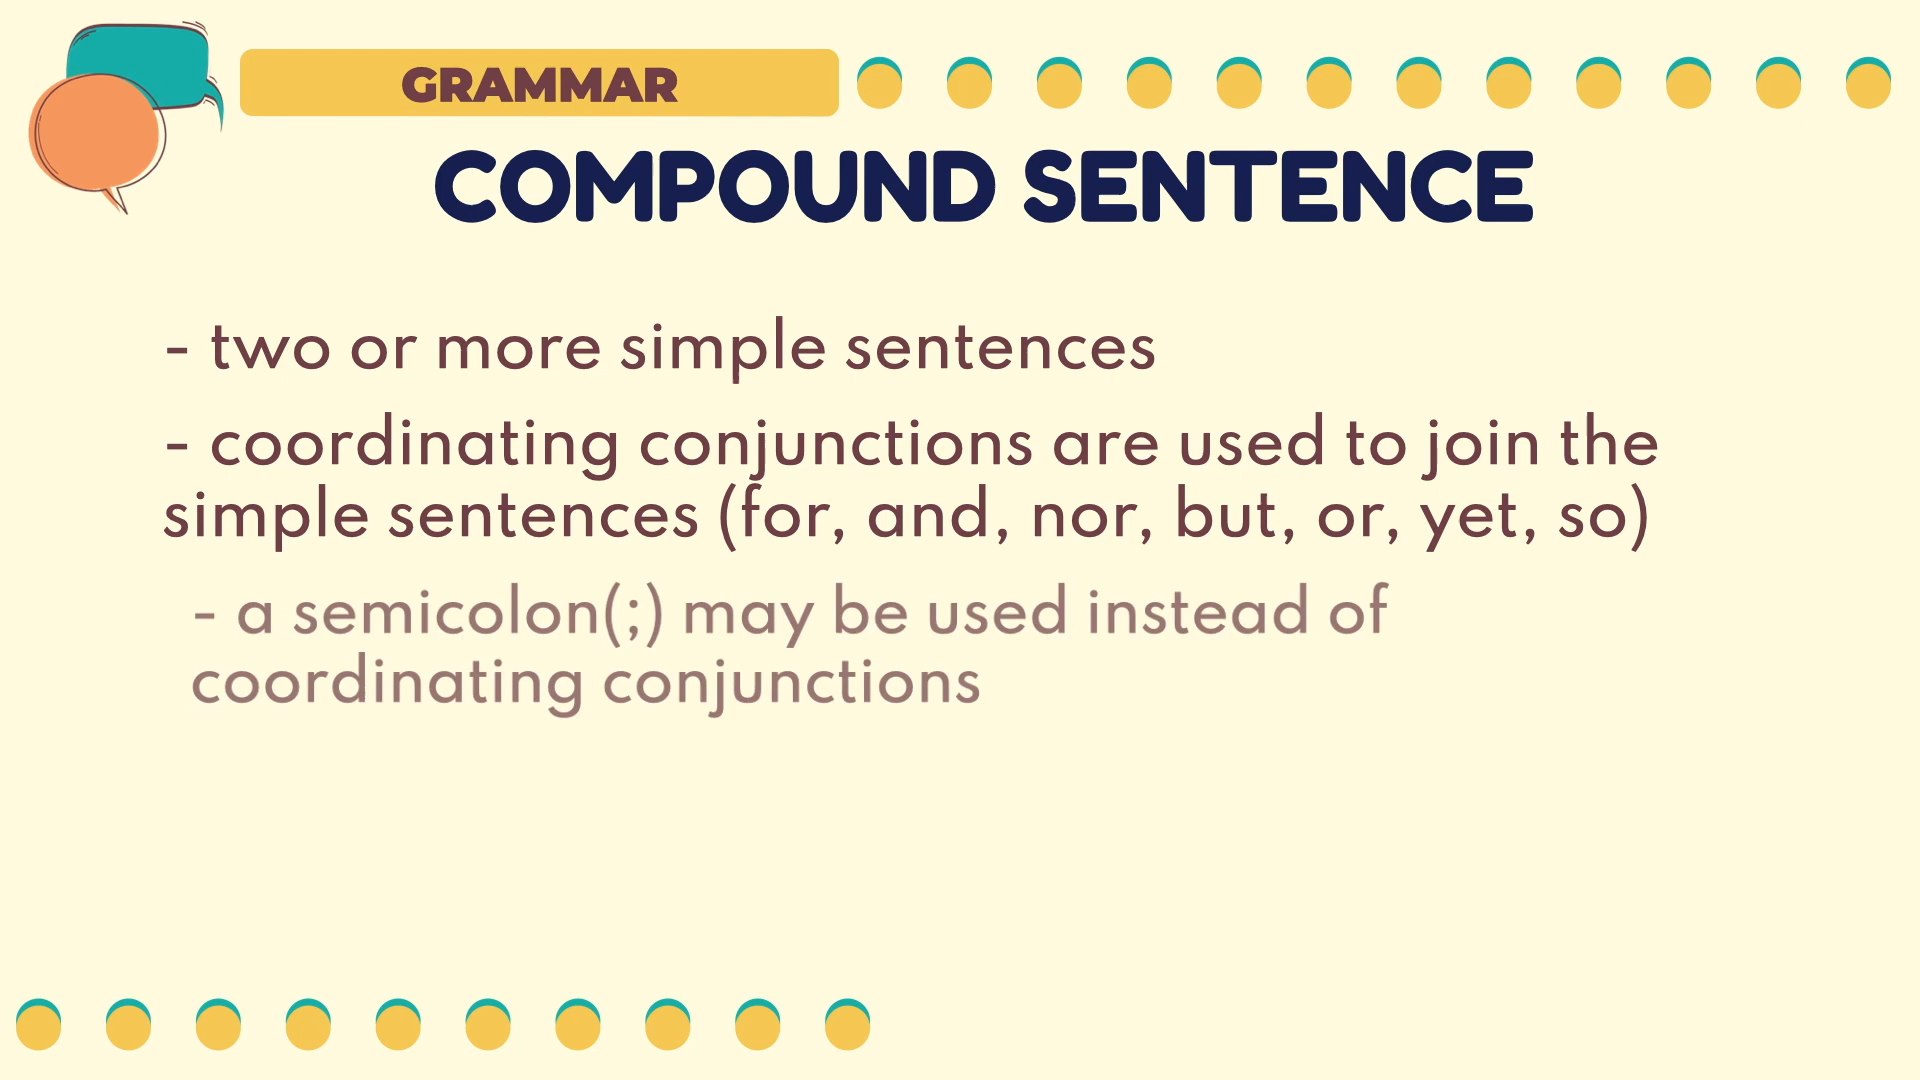 GRAMMAR
COMPOUND SENTENCE
- two or more simple sentences
- coordinating conjunctions are used to join the
simple sentences (for, and, nor, but, or, yet, so)
- a semicolon(;) may be used instead of
coordinating conjunctions